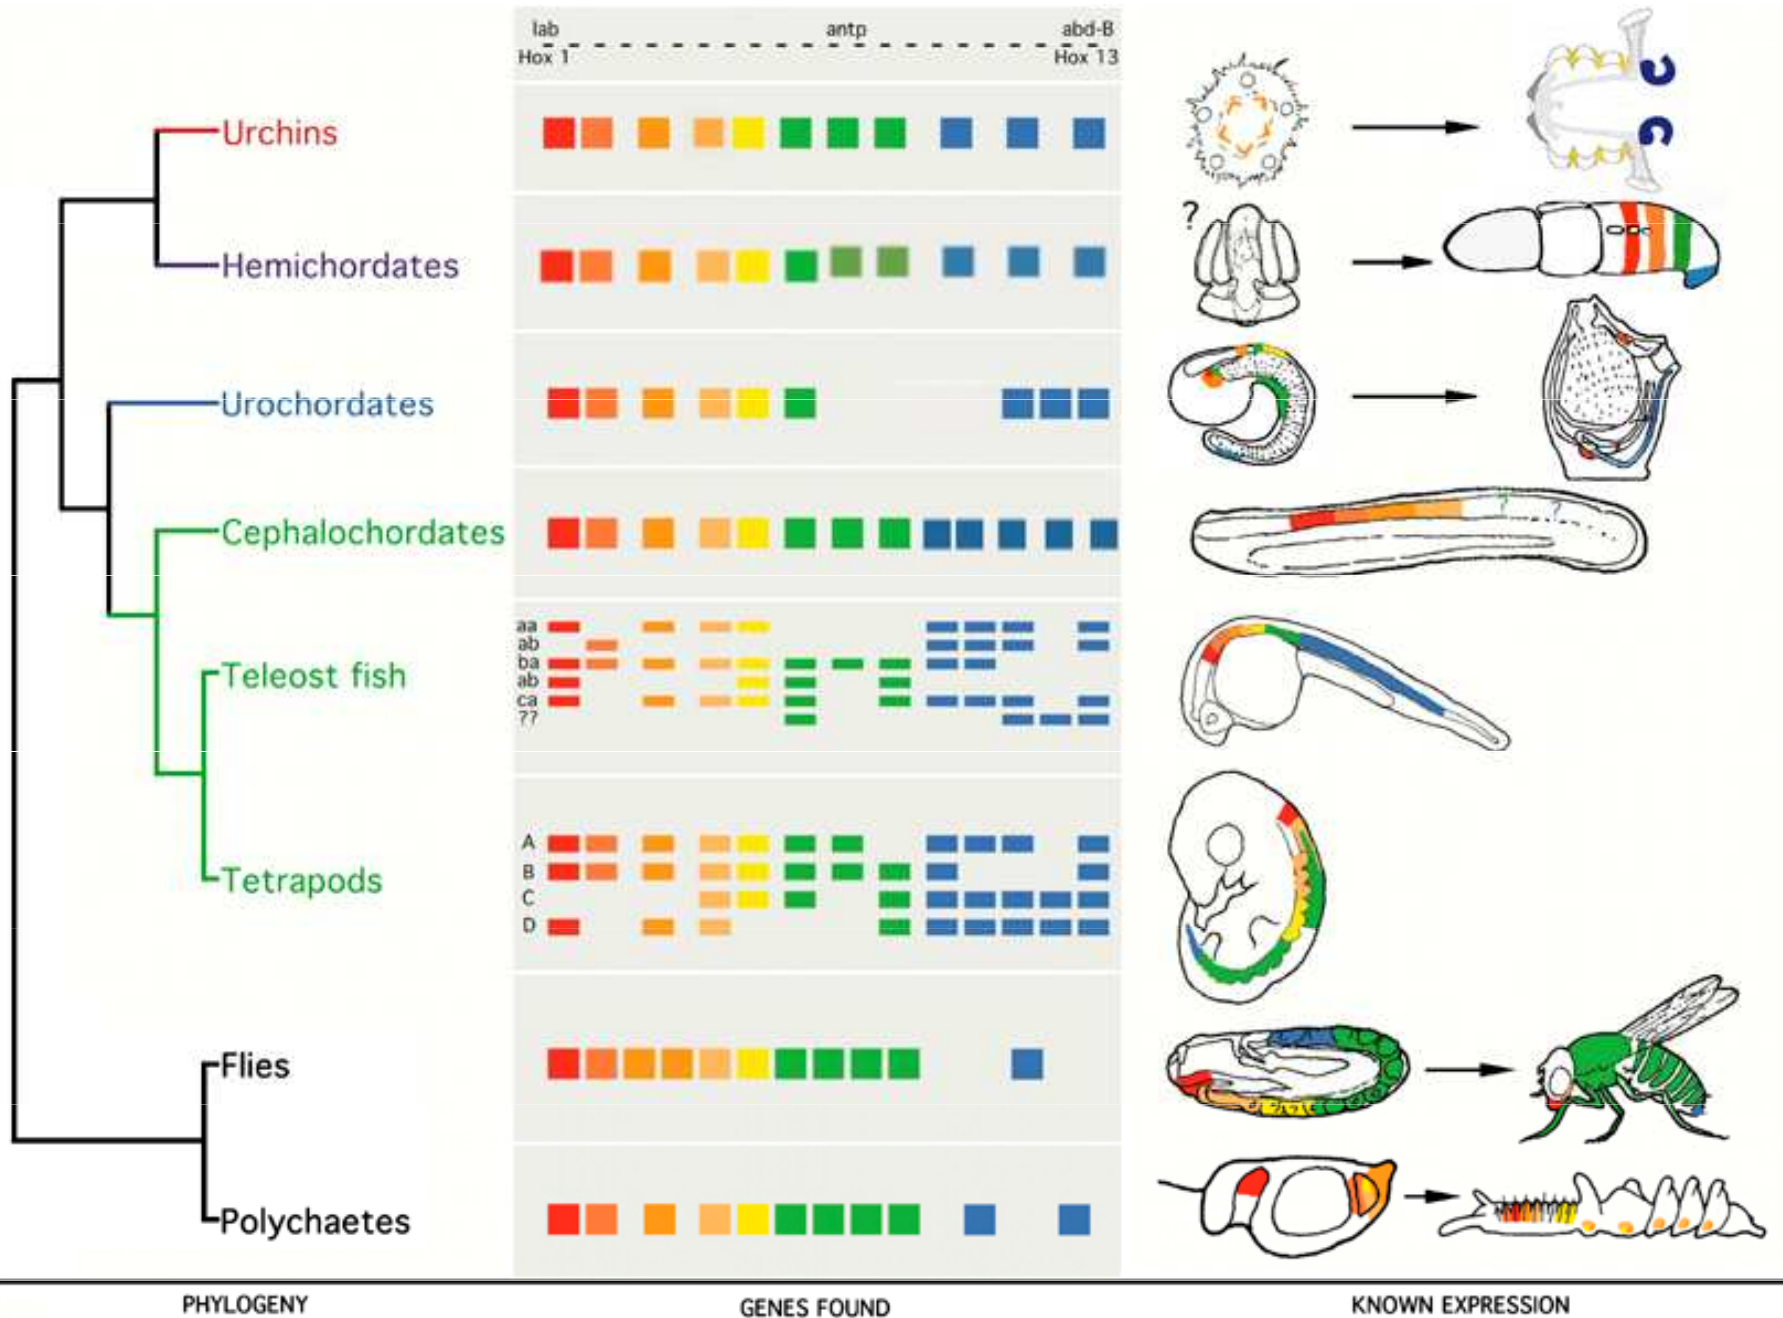 lab antp abd-B
Hox 1 Hox 13
Urchins
?
Hemichordates
Urochordates
Cephalochordates
? ?
aa
ab
ba
Teleost fish
ab
ca
??
A
Tetrapods
B
C
D
Flies
? ?
Polychaetes
PHYLOGENY GENES FOUND KNOWN EXPRESSION